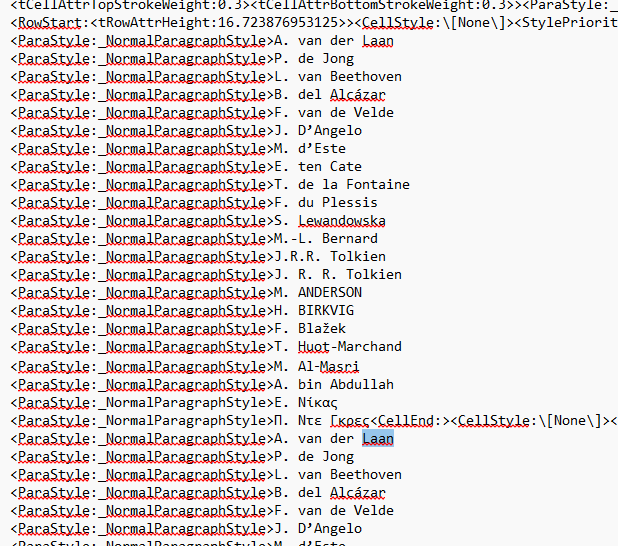 <tCellAttrTopStrokeWeight:0.3><tCellAttrBottomStrokeWeight:0.3>><ParaStyle:_
<RowStart:<tRowAttrHeight:16.723876953125>><CellStyle:\[None\]><StylePriorit
<ParaStyle:_NormalParagraphStyle>A. van der Laan
<ParaStyle:_NormalParagraphStyle>P. de Jong
<ParaStyle:_NormalParagraphStyle>L. van Beethoven
<ParaStyle:_NormalParagraphStyle>B. del Alcázar
<ParaStyle:_NormalParagraphStyle>F. van de Velde
<ParaStyle:_NormalParagraphStyle>J. D’Angelo
<ParaStyle:_NormalParagraphStyle>M. d’Este
<ParaStyle:_NormalParagraphStyle>E. ten Cate
<ParaStyle:_NormalParagraphStyle>T. de la Fontaine
<ParaStyle:_NormalParagraphStyle>F. du Plessis
<ParaStyle:_NormalParagraphStyle>S. Lewandowska
<ParaStyle:_NormalParagraphStyle>M.-L. Bernard
<ParaStyle:_NormalParagraphStyle>J.R.R. Tolkien
<ParaStyle:_NormalParagraphStyle>J. R. R. Tolkien
<ParaStyle:_NormalParagraphStyle>M. ANDERSON
<ParaStyle:_NormalParagraphStyle>H. BIRKVIG
<ParaStyle:_NormalParagraphStyle>F. Blažek
<ParaStyle:_NormalParagraphStyle>T. Huot-Marchand
<ParaStyle:_NormalParagraphStyle>M. Al-Masri
<ParaStyle:_NormalParagraphStyle>A. bin Abdullah
<ParaStyle:_NormalParagraphStyle>Ε. Νίκας
<ParaStyle:_NormalParagraphStyle>Π. Ντε Γκρες<CellEnd:><CellStyle:\[None\]><
<ParaStyle:_NormalParagraphStyle>A. van der Laan
<ParaStyle:_NormalParagraphStyle>P. de Jong
<ParaStyle:_NormalParagraphStyle>L. van Beethoven
<ParaStyle:_NormalParagraphStyle>B. del Alcázar
<ParaStyle:_NormalParagraphStyle>F. van de Velde
<ParaStyle:_NormalParagraphStyle>J. D’Angelo
<ParaStyle:_NormalParagraphStyle>M. d’Este